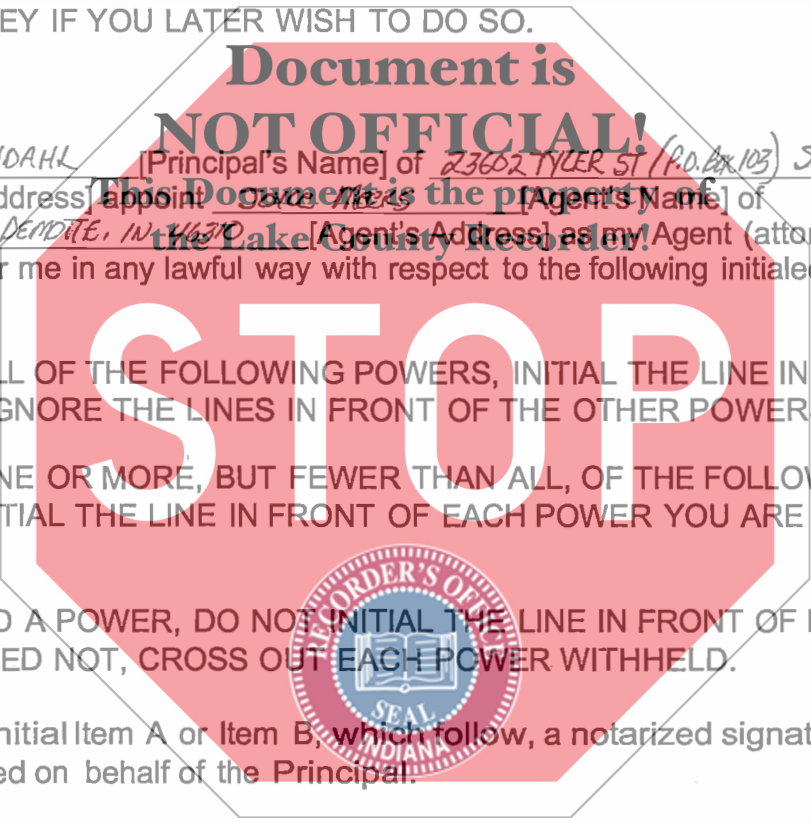 EY IF YOU LATER WISH TO DO SO.
Document is
NOT OFFICIAL!
DAHL [Principal's Name] of 23602 TYLER ST (P.O. Box 103) S
ddress] appoint [Agent's Name] of
This Document is the property of
DEMOTTE, IN 46310 [Agent's Address] as my Agent (attor
the Lake County Recorder!
r me in any lawful way with respect to the following initialed
STOP
LL OF THE FOLLOWING POWERS, INITIAL THE LINE IN
GNORE THE LINES IN FRONT OF THE OTHER POWER
NE OR MORE, BUT FEWER THAN ALL, OF THE FOLLOW
TIAL THE LINE IN FRONT OF EACH POWER YOU ARE
D A POWER, DO NOT INITIAL THE LINE IN FRONT OF I
ED NOT, CROSS OUT EACH POWER WITHHELD.
RECORDER'S OFFICE
SEAL
INDIANA
nitial Item A or Item B, which follow, a notarized signat
ed on behalf of the Principal.